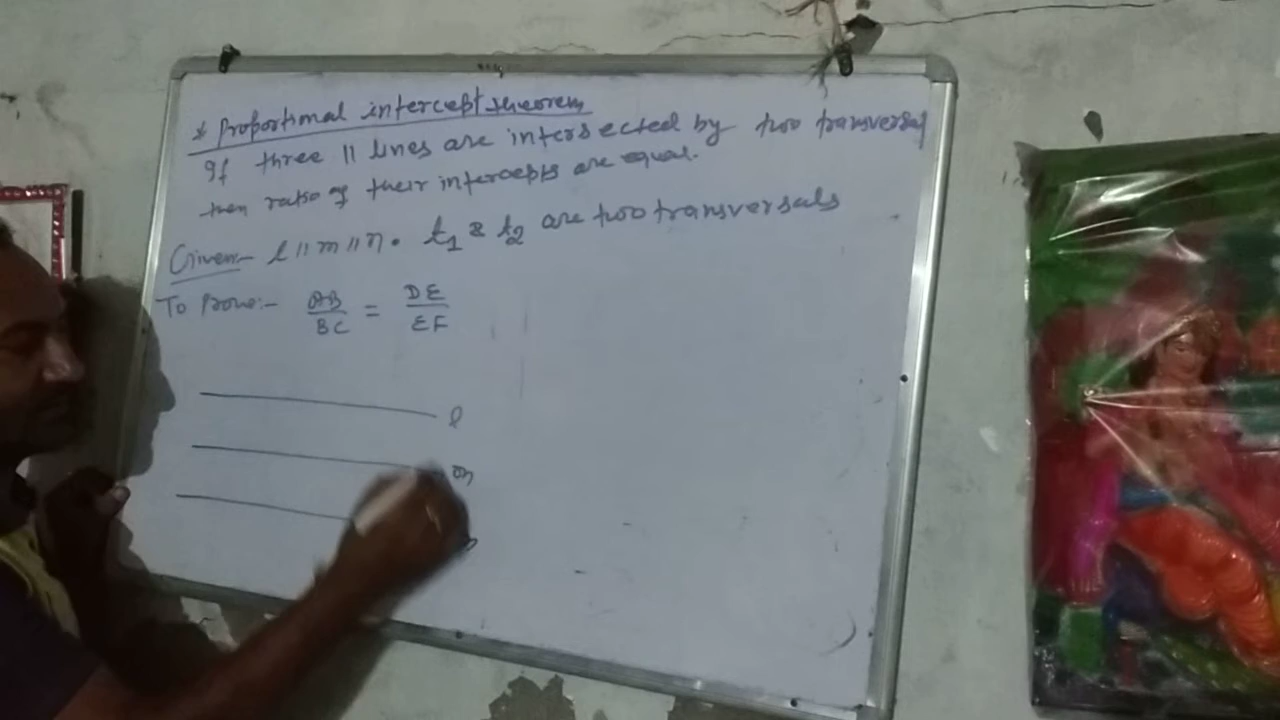 * Proportional intercept theorem
If three || lines are intersected by two transversal
then ratio of their intercepts are equal.
Given:- l || m || n. t1 & t2 are two transversals
To Prove:- AB/BC = DE/EF
l
m